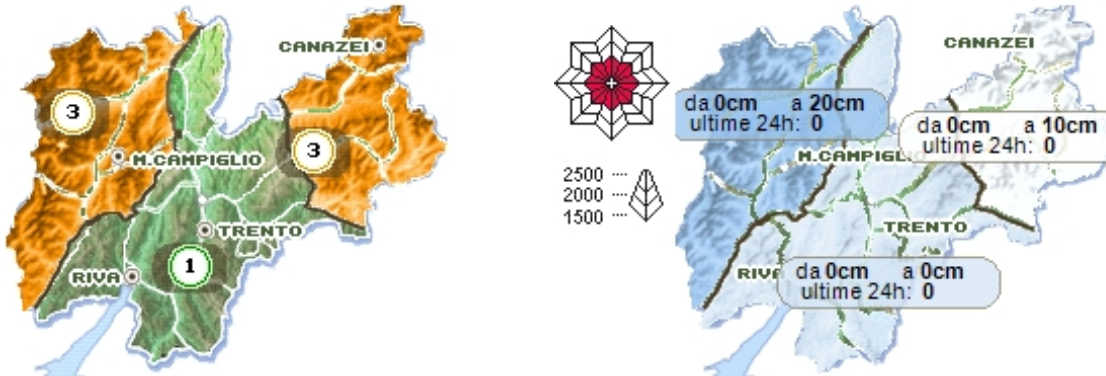 CANAZEI
3
M.CAMPIGLIO
3
TRENTO
1
RIVA
CANAZEI
da 0cm a 20cm
ultime 24h: 0
da 0cm a 10cm
ultime 24h: 0
M.CAMPIGLIO
2500
2000
1500
TRENTO
RIVA
da 0cm a 0cm
ultime 24h: 0